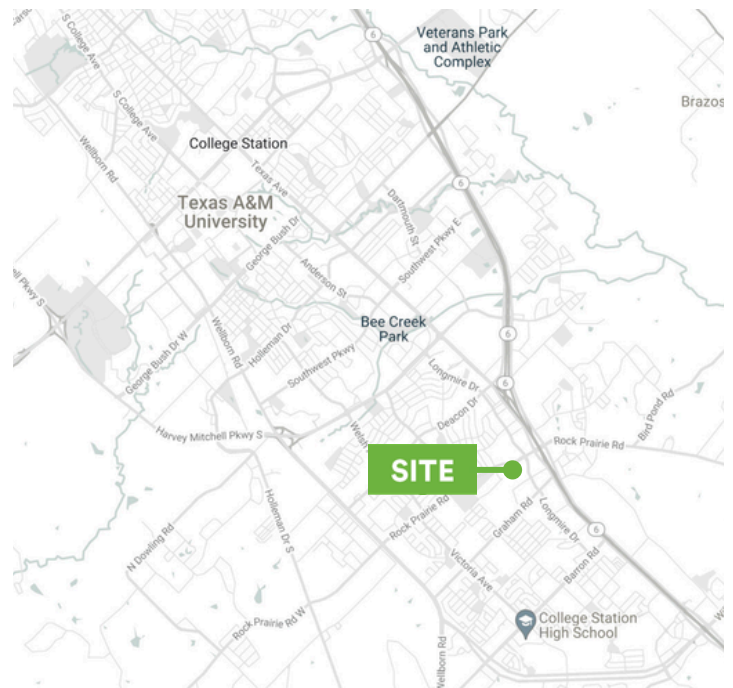 Carson
S College Ave
6
Veterans Park
and Athletic
Complex
Brazos
S College Ave
Wellborn Rd
College Station
Texas Ave
6
Texas A&M
University
Dartmouth St
George Bush Dr
Southwest Pkwy E
Anderson St
ll Pkwy S
Wellborn Rd
Bee Creek
Park
6
Holleman Dr
George Bush Dr W
Southwest Pkwy
Longmire Dr
6
Deacon Dr
Bird Pond Rd
Harvey Mitchell Pkwy S
Welsh
Rock Prairie Rd
SITE
Holleman Dr S
Rock Prairie Rd
Graham Rd
Longmire Dr
6
N Dowling Rd
Victoria Ave
Barron Rd
Rock Prairie Rd W
College Station
High School
Wellborn Rd